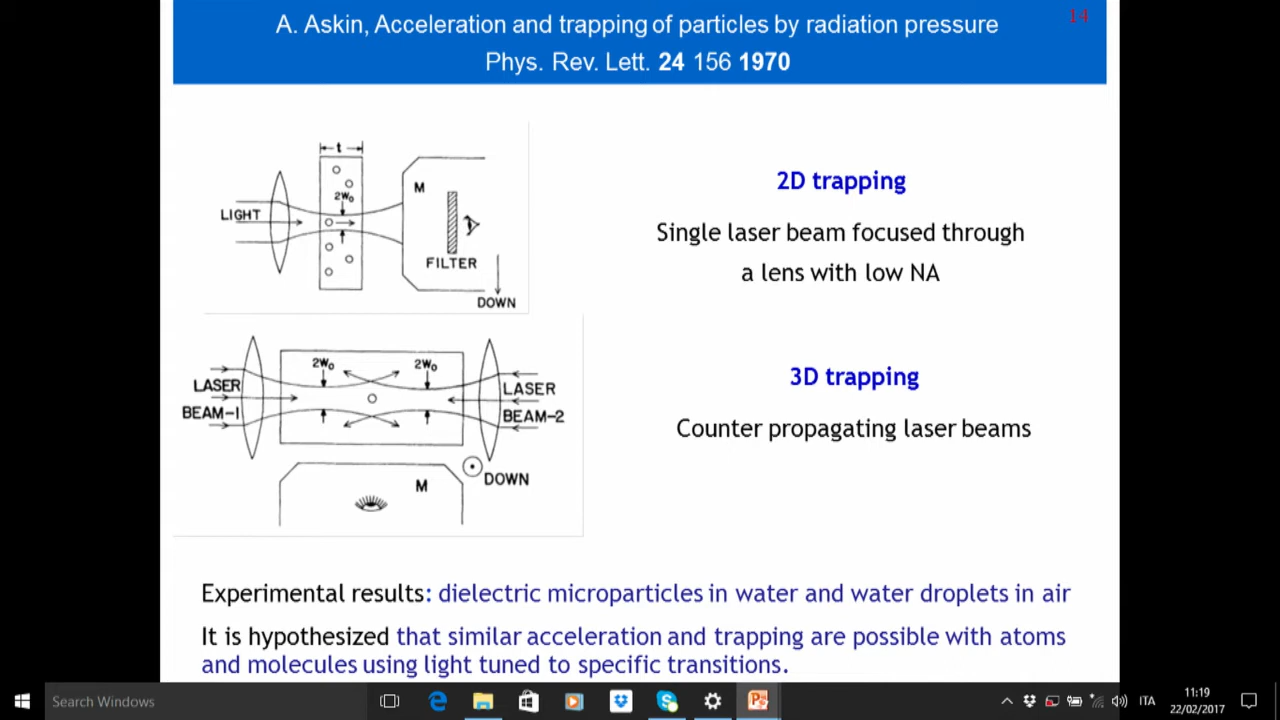 A. Askin, Acceleration and trapping of particles by radiation pressure
14
Phys. Rev. Lett. 24 156 1970
t
M
2W₀
LIGHT
FILTER
DOWN
2D trapping
Single laser beam focused through
a lens with low NA
2W₀ 2W₀
LASER
BEAM-1
LASER
BEAM-2
DOWN
M
3D trapping
Counter propagating laser beams
Experimental results: dielectric microparticles in water and water droplets in air
It is hypothesized that similar acceleration and trapping are possible with atoms
and molecules using light tuned to specific transitions.
Search Windows
ITA
11:19
22/02/2017